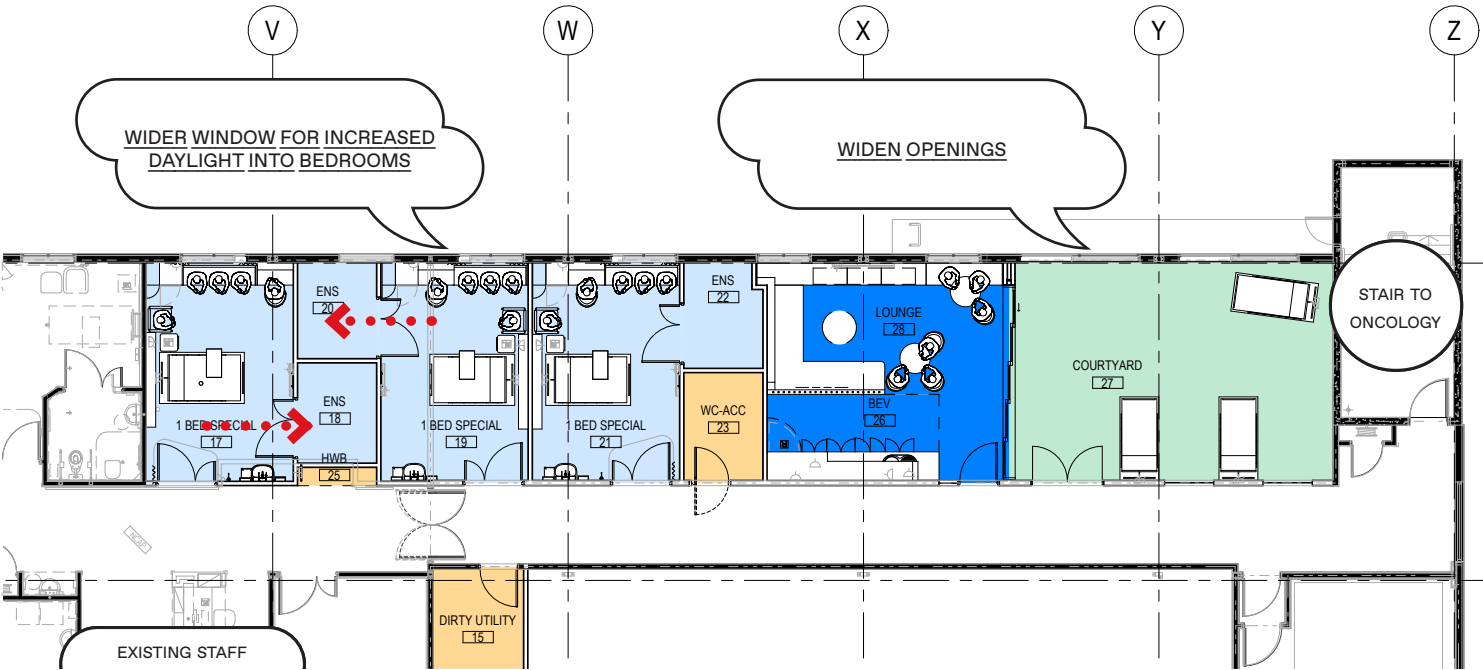 V
W
X
Y
Z
WIDER WINDOW FOR INCREASED
DAYLIGHT INTO BEDROOMS
WIDEN OPENINGS
ENS
20
ENS
22
LOUNGE
28
STAIR TO
ONCOLOGY
COURTYARD
27
ENS
18
1 BED SPECIAL
17
1 BED SPECIAL
19
1 BED SPECIAL
21
WC-ACC
23
BEV
26
HWB
25
DIRTY UTILITY
15
EXISTING STAFF